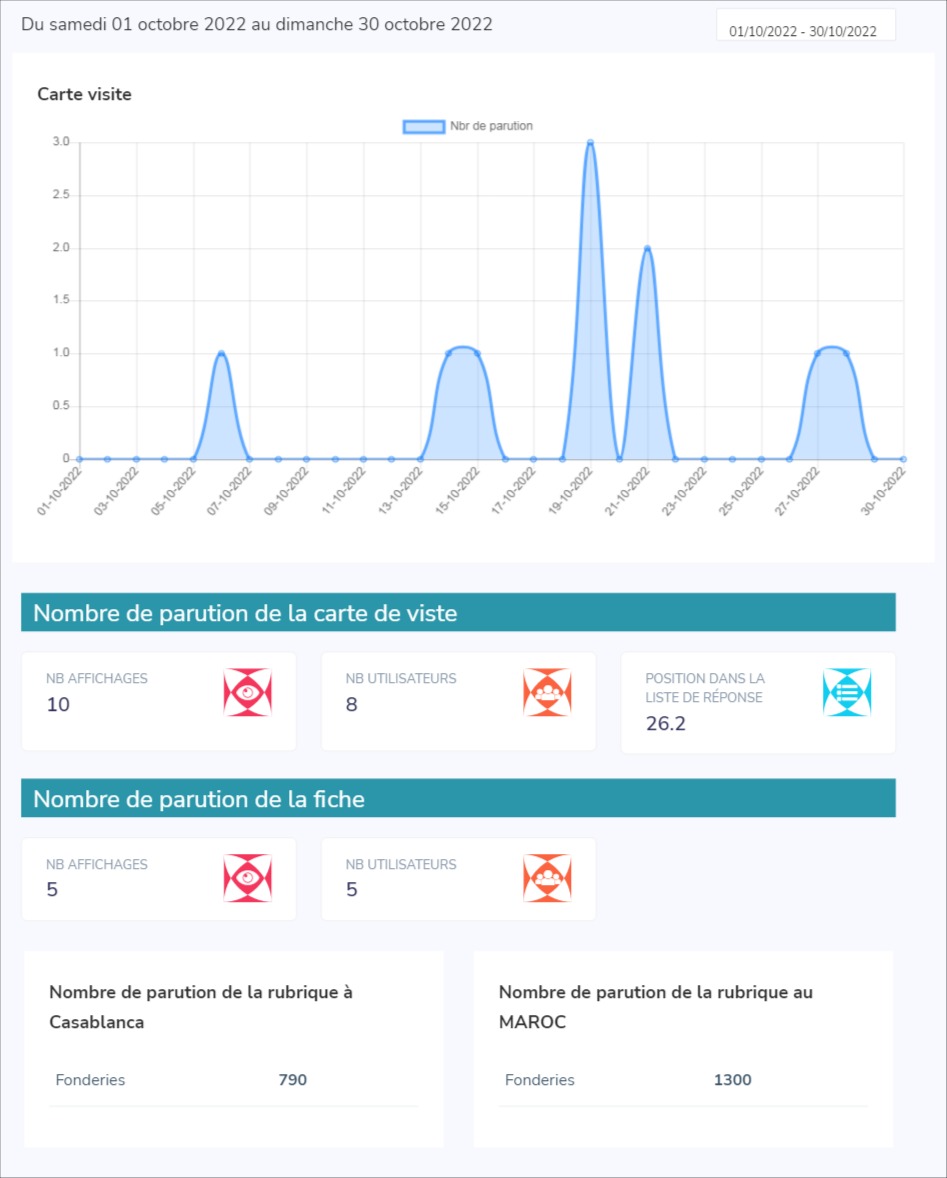 Du samedi 01 octobre 2022 au dimanche 30 octobre 2022
01/10/2022 - 30/10/2022
Carte visite
Nbr de parution
3.0
2.5
2.0
1.5
1.0
0.5
0
01-10-2022
03-10-2022
05-10-2022
07-10-2022
09-10-2022
11-10-2022
13-10-2022
15-10-2022
17-10-2022
19-10-2022
21-10-2022
23-10-2022
25-10-2022
27-10-2022
30-10-2022
Nombre de parution de la carte de viste
NB AFFICHAGES
10
NB UTILISATEURS
8
POSITION DANS LA
LISTE DE RÉPONSE
26.2
Nombre de parution de la fiche
NB AFFICHAGES
5
NB UTILISATEURS
5
Nombre de parution de la rubrique à
Casablanca
Fonderies 790
Nombre de parution de la rubrique au
MAROC
Fonderies 1300